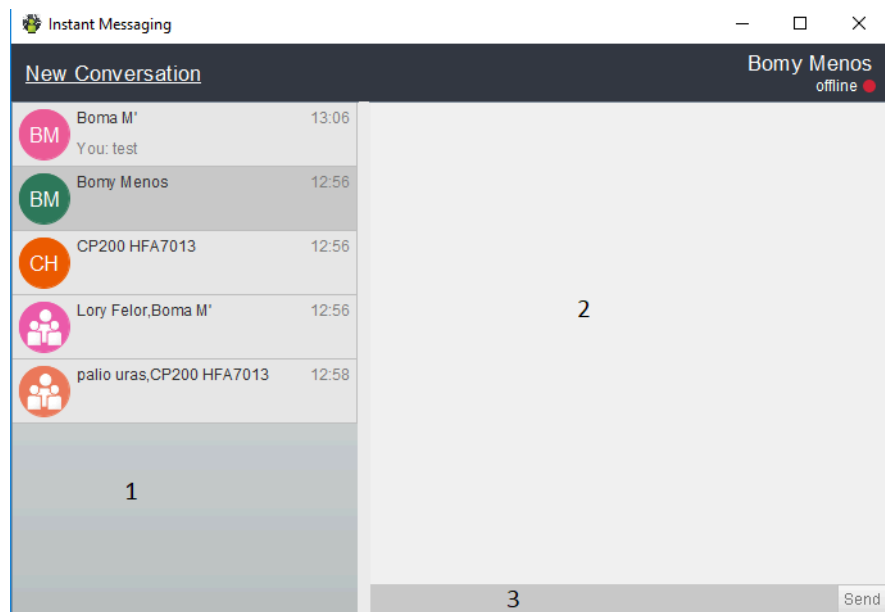 Instant Messaging
New Conversation
Bomy Menos
offline
BM
Boma M'
13:06
You: test
BM
Bomy Menos
12:56
CH
CP200 HFA7013
12:56
Lory Felor,Boma M'
12:56
palio uras,CP200 HFA7013
12:58
1
2
3
Send